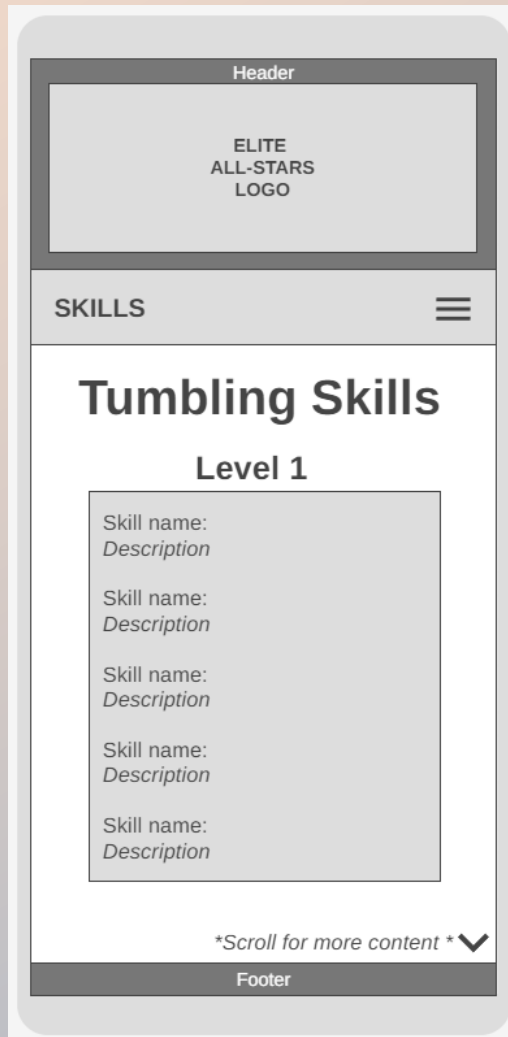 Header
ELITE
ALL-STARS
LOGO
SKILLS
Tumbling Skills
Level 1
Skill name:
Description
Skill name:
Description
Skill name:
Description
Skill name:
Description
Skill name:
Description
*Scroll for more content *
Footer